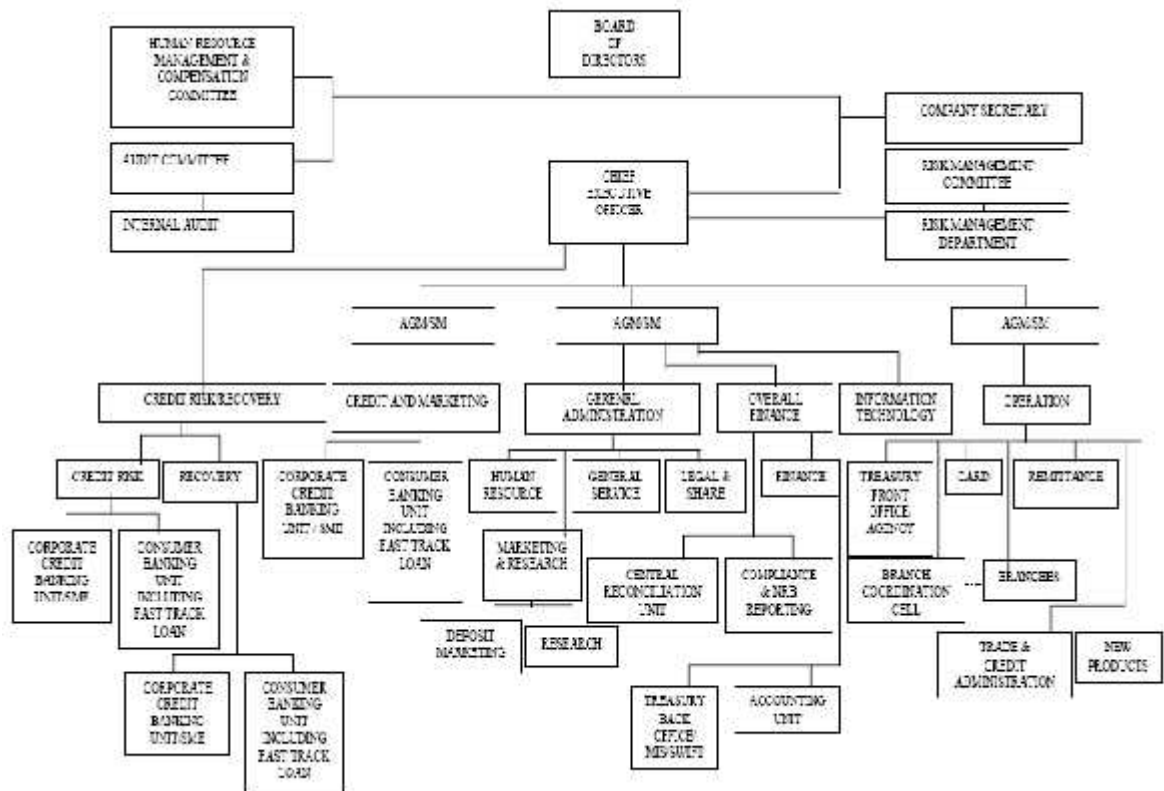 HUMAN RESOURCE
MANAGEMENT &
COMPENSATION
COMMITTEE
BOARD
OF
DIRECTORS
COMPANY SECRETARY
AUDIT COMMITTEE
CHIEF
EXECUTIVE
OFFICER
RISK MANAGEMENT
COMMITTEE
INTERNAL AUDIT
RISK MANAGEMENT
DEPARTMENT
AGM/SM
AGM/SM
AGM/SM
CREDIT RISK/RECOVERY
CREDIT AND MARKETING
GERENRL
ADMINISTRATION
OVERALL
FINANCE
INFORMATION
TECHNOLOGY
OPERATION
CREDIT RISK
RECOVERY
CORPORATE
CREDIT
BANKING
UNIT / SME
CONSUMER
BANKING
UNIT
INCLUDING
FAST TRACK
LOAN
HUMAN
RESOURCE
GENERAL
SERVICE
LEGAL &
SHARE
FINANCE
TREASURY
FRONT
OFFICE
AGENCY
CARD
REMITTANCE
CORPORATE
CREDIT
BANKING
UNIT/SME
CONSUMER
BANKING
UNIT
INCLUDING
FAST TRACK
LOAN
MARKETING
& RESEARCH
CENTRAL
RECONCILIATION
UNIT
COMPLIANCE
& NRB
REPORTING
BRANCH
COORDINATION
CELL
BRANCHES
DEPOSIT
MARKETING
RESEARCH
TRADE &
CREDIT
ADMINISTRATION
NEW
PRODUCTS
CORPORATE
CREDIT
BANKING
UNIT/SME
CONSUMER
BANKING
UNIT
INCLUDING
FAST TRACK
LOAN
TREASURY
BACK
OFFICE/
MIS/SWIFT
ACCOUNTING
UNIT